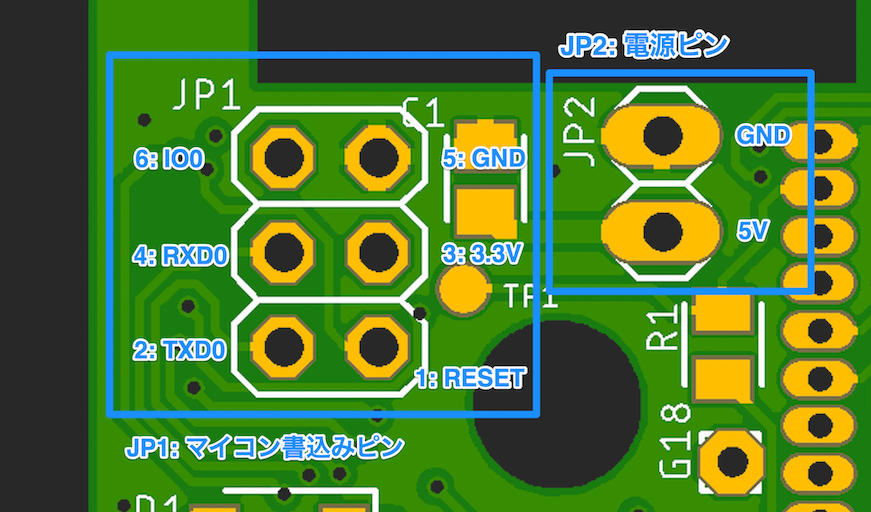 JP2: 電源ピン
JP1
C1
JP2
6: IO0
5: GND
GND
4: RXD0
3: 3.3V
5V
TP1
R1
2: TXD0
1: RESET
G18
JP1: マイコン書込みピン
D1